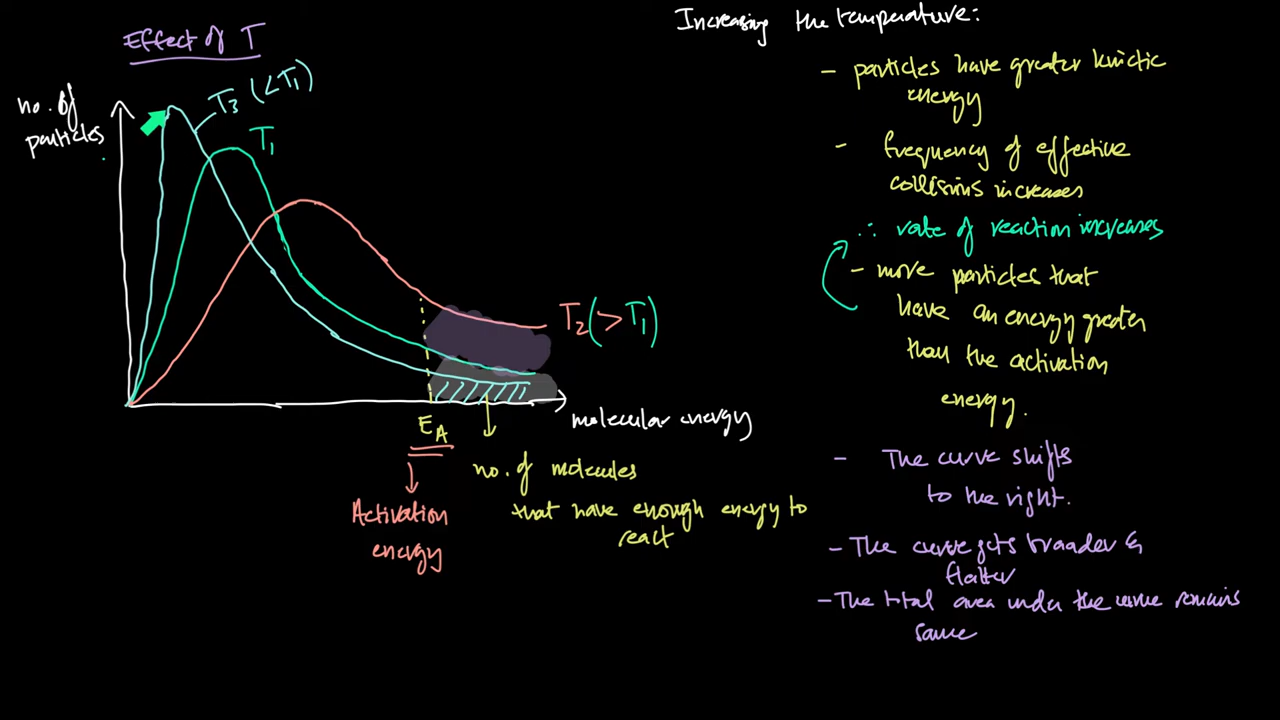 Effect of T
no. of
particles
T3 (<T1)
T1
T2(>T1)
molecular energy
EA
Activation
energy
no. of molecules
that have enough energy to
react
Increasing the temperature:
- particles have greater kinetic
energy
- frequency of effective
collisions increases
∴ rate of reaction increases
- more particles that
have an energy greater
than the activation
energy.
- The curve shifts
to the right.
- The curve gets broader &
flatter
- The total area under the curve remains
same